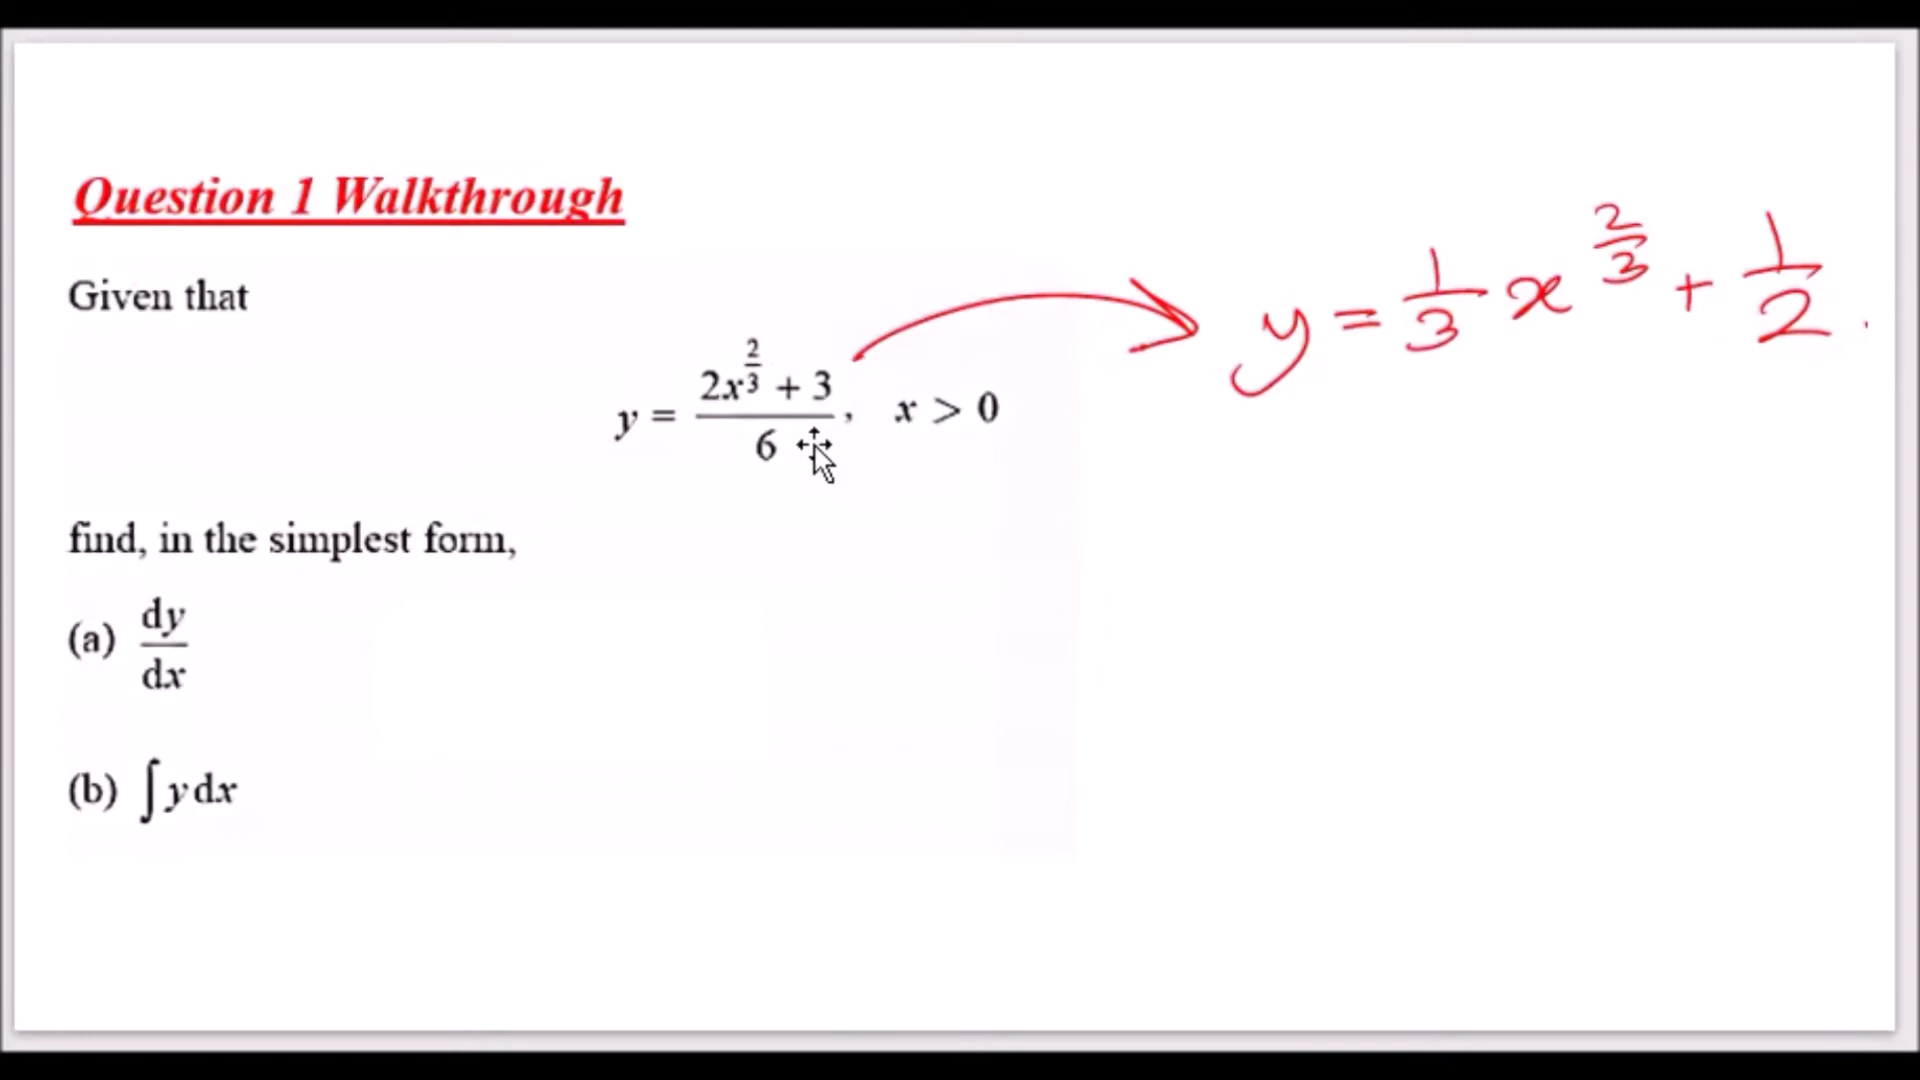 Question 1 Walkthrough
y = 1/3 x^(2/3) + 1/2.
Given that
y = (2x^(2/3) + 3)/6, x > 0
find, in the simplest form,
(a) dy/dx
(b) ∫ y dx